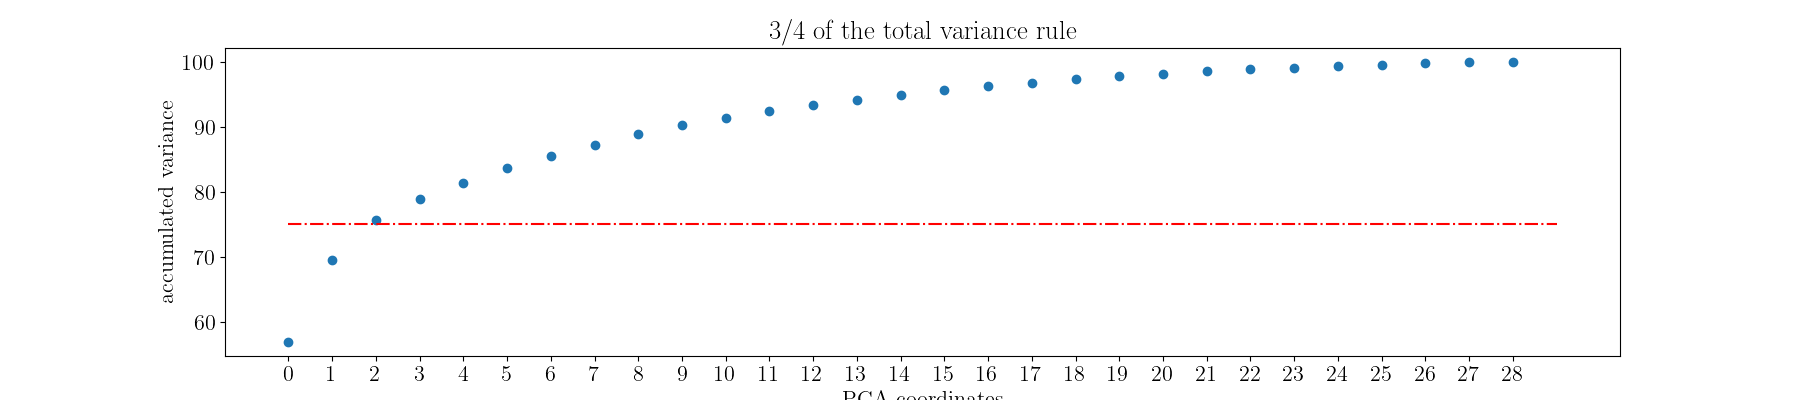 3/4 of the total variance rule
accumulated variance
100
90
80
70
60
0 1 2 3 4 5 6 7 8 9 10 11 12 13 14 15 16 17 18 19 20 21 22 23 24 25 26 27 28
PCA coordinates